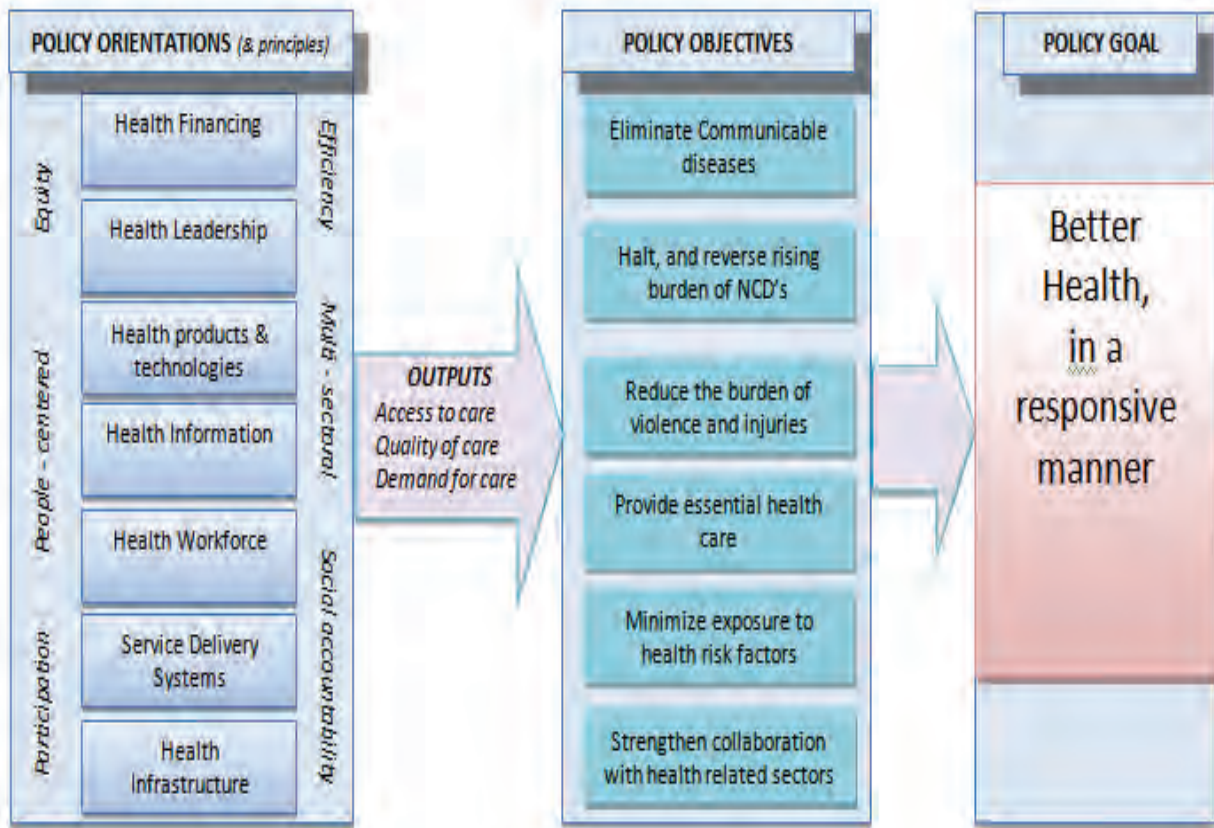 POLICY ORIENTATIONS (& principles)
Equity
People - centered
Participation
Health Financing
Health Leadership
Health products &
technologies
Health Information
Health Workforce
Service Delivery
Systems
Health
Infrastructure
Efficiency
Multi - sectoral
Social accountability
OUTPUTS
Access to care
Quality of care
Demand for care
POLICY OBJECTIVES
Eliminate Communicable
diseases
Halt, and reverse rising
burden of NCD's
Reduce the burden of
violence and injuries
Provide essential health
care
Minimize exposure to
health risk factors
Strengthen collaboration
with health related sectors
POLICY GOAL
Better
Health,
in a
responsive
manner